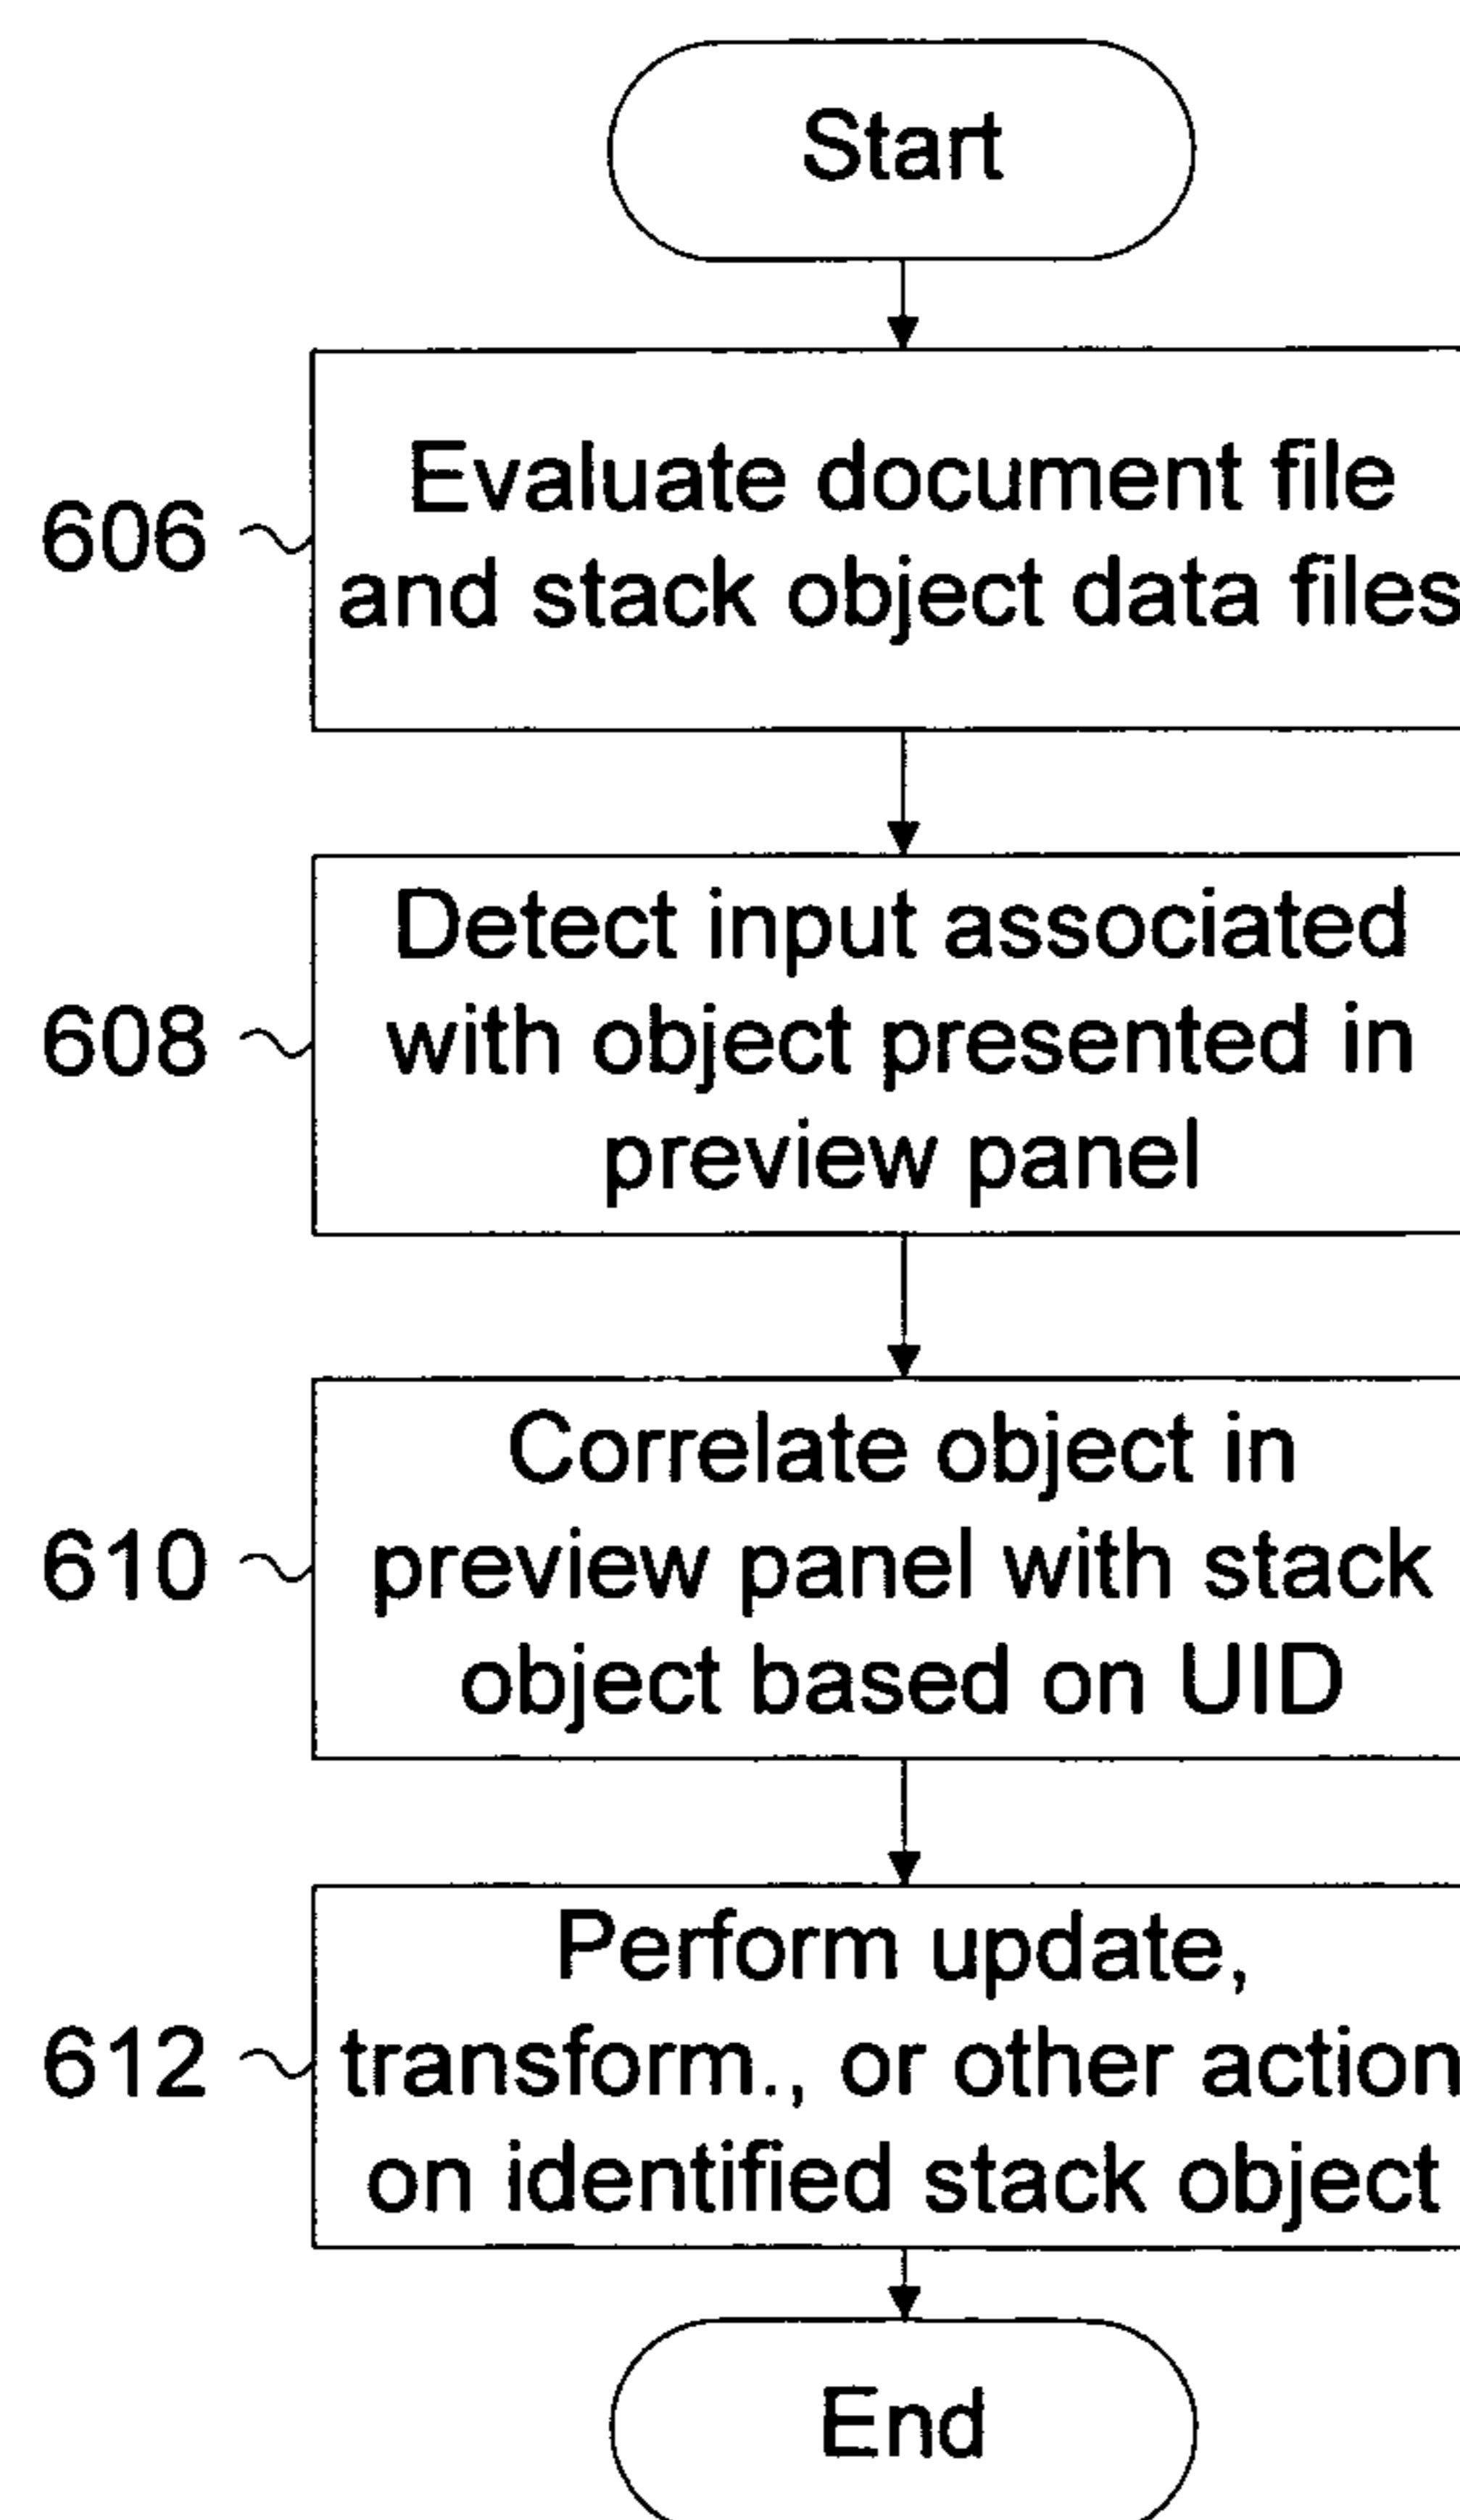 Start
606
Evaluate document file
and stack object data files
608
Detect input associated
with object presented in
preview panel
610
Correlate object in
preview panel with stack
object based on UID
612
Perform update,
transform., or other action
on identified stack object
End